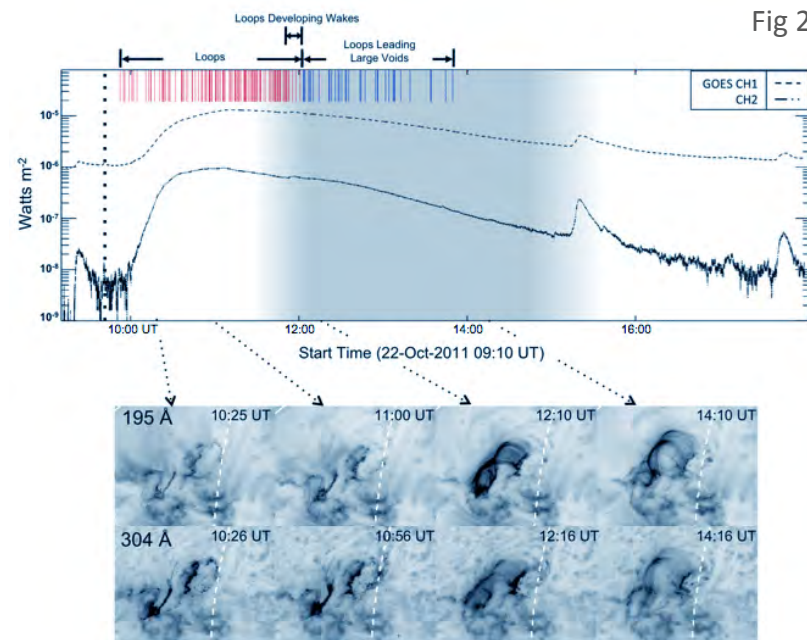 Fig 2
Loops Developing Wakes
Loops
Loops Leading
Large Voids
GOES CH1
CH2
Watts m-2
10-5
10-6
10-7
10-8
10-9
10:00 UT
12:00
14:00
16:00
Start Time (22-Oct-2011 09:10 UT)
195 Å
10:25 UT
11:00 UT
12:10 UT
14:10 UT
304 Å
10:26 UT
10:56 UT
12:16 UT
14:16 UT